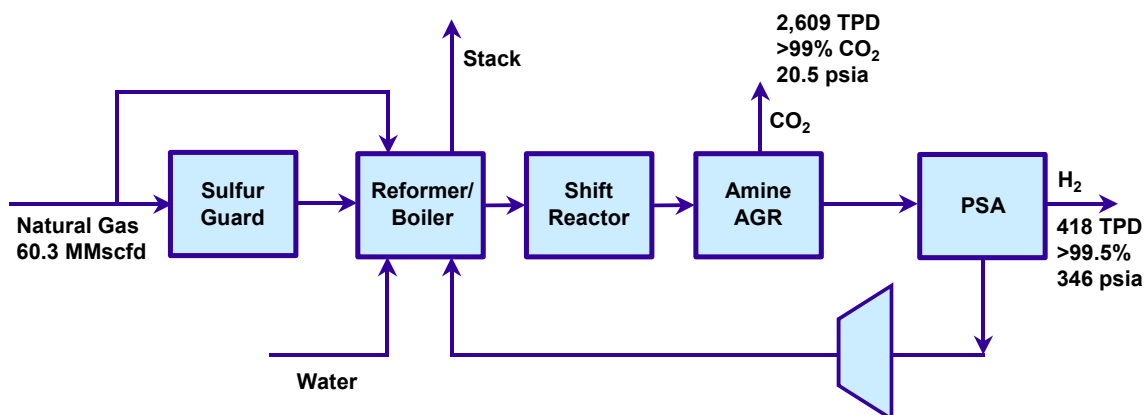 2,609 TPD
>99% CO₂
20.5 psia
Stack
CO₂
Sulfur
Guard
Reformer/
Boiler
Shift
Reactor
Amine
AGR
PSA
H₂
Natural Gas
60.3 MMscfd
418 TPD
>99.5%
346 psia
Water